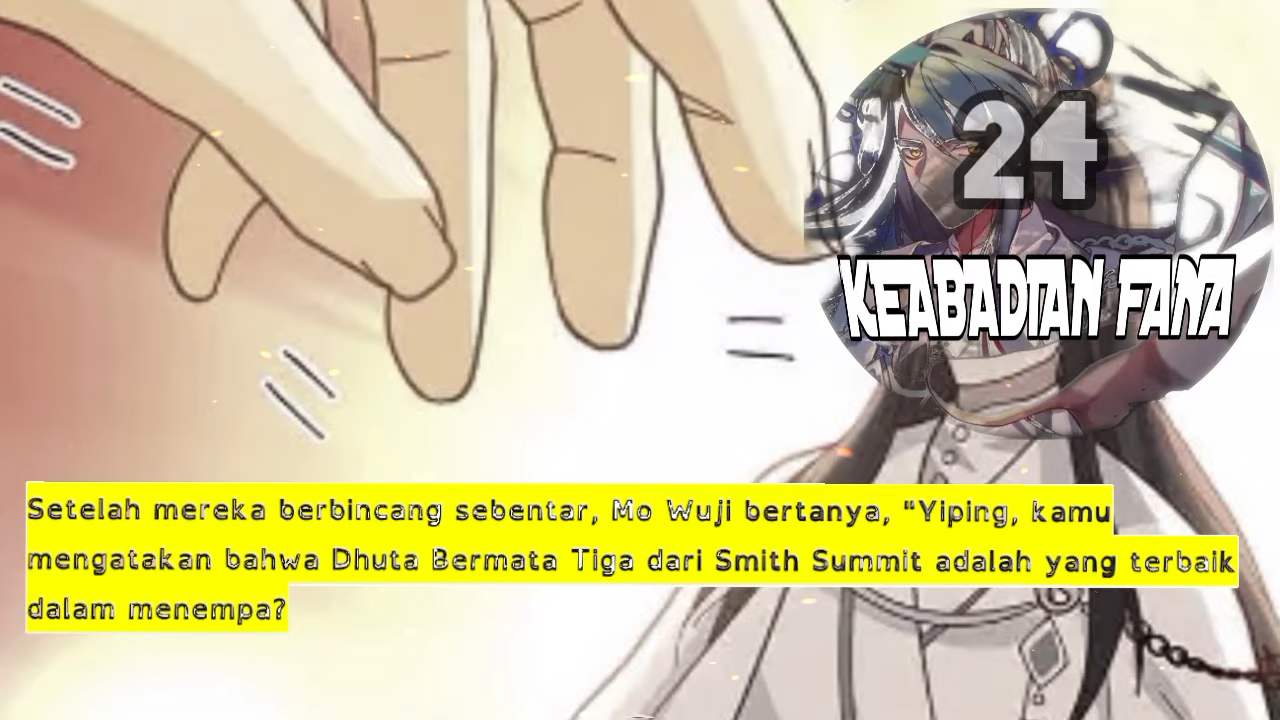 24
KEABADIAN FANA
Setelah mereka berbincang sebentar, Mo Wuji bertanya, "Yiping, kamu
mengatakan bahwa Dhuta Bermata Tiga dari Smith Summit adalah yang terbaik
dalam menempa?